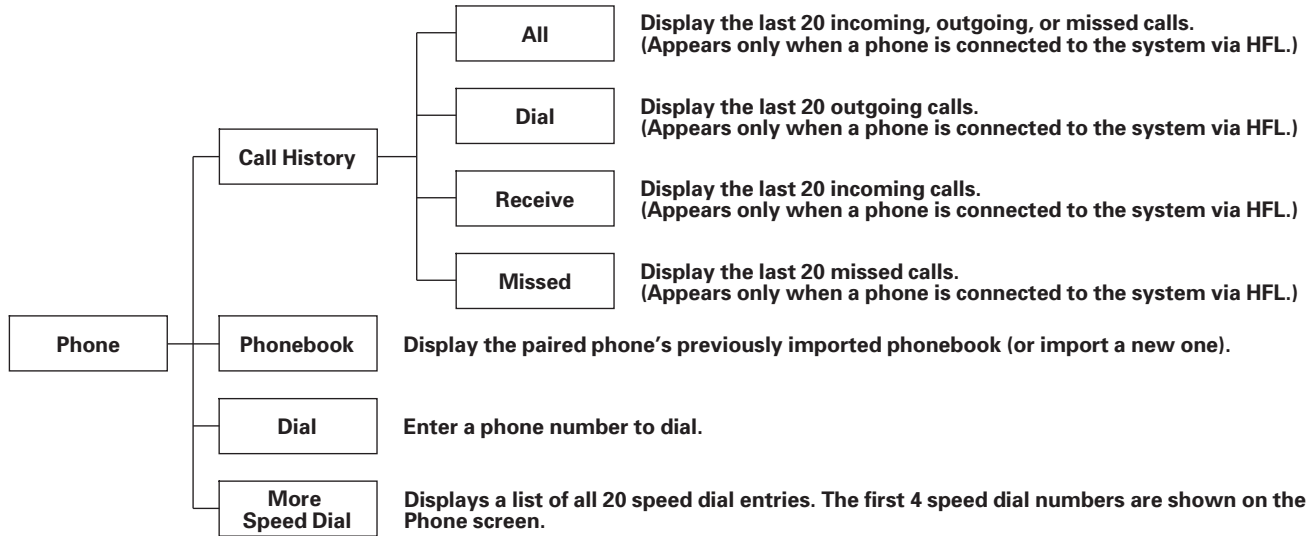 All
Display the last 20 incoming, outgoing, or missed calls.
(Appears only when a phone is connected to the system via HFL.)
Dial
Display the last 20 outgoing calls.
(Appears only when a phone is connected to the system via HFL.)
Call History
Receive
Display the last 20 incoming calls.
(Appears only when a phone is connected to the system via HFL.)
Missed
Display the last 20 missed calls.
(Appears only when a phone is connected to the system via HFL.)
Phone
Phonebook
Display the paired phone’s previously imported phonebook (or import a new one).
Dial
Enter a phone number to dial.
More
Speed Dial
Displays a list of all 20 speed dial entries. The first 4 speed dial numbers are shown on the
Phone screen.